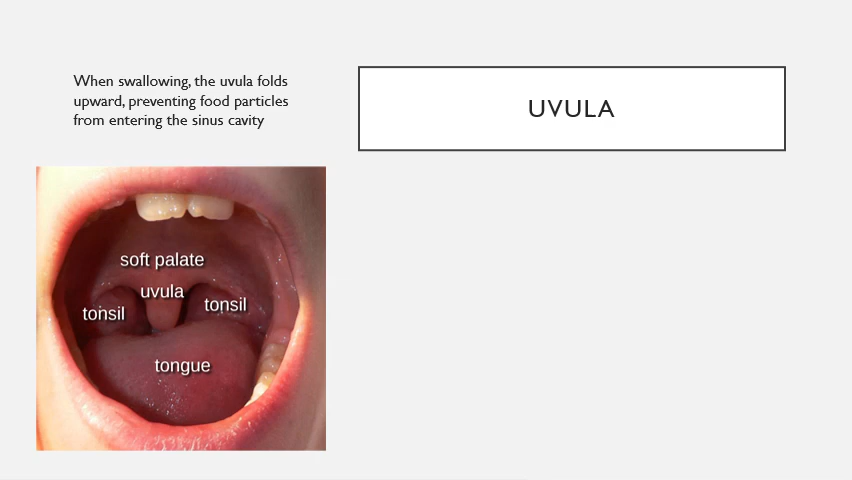 When swallowing, the uvula folds
upward, preventing food particles
from entering the sinus cavity
UVULA
soft palate
uvula
tonsil
tonsil
tongue